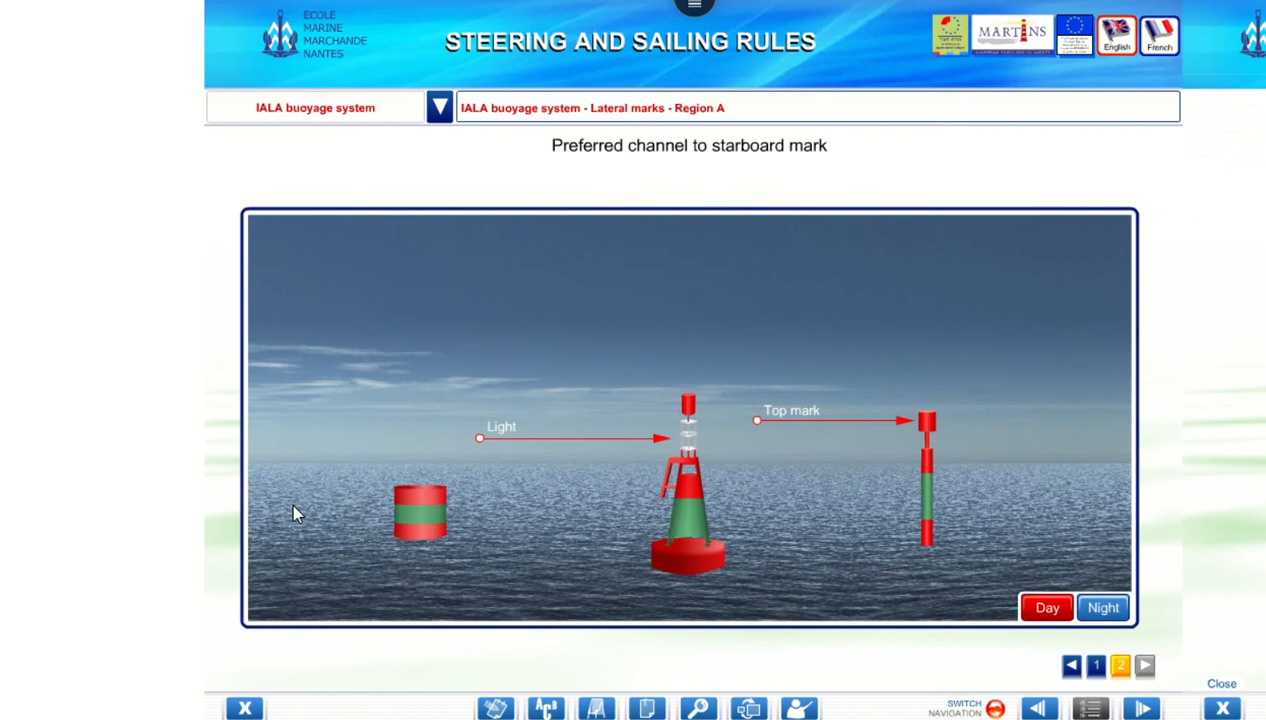 ECOLE
MARINE
MARCHANDE
NANTES
STEERING AND SAILING RULES
MARTINS
English
French
IALA buoyage system
IALA buoyage system - Lateral marks - Region A
Preferred channel to starboard mark
Light
Top mark
Day
Night
1
2
Close
X
ABC
SWITCH
NAVIGATION
X